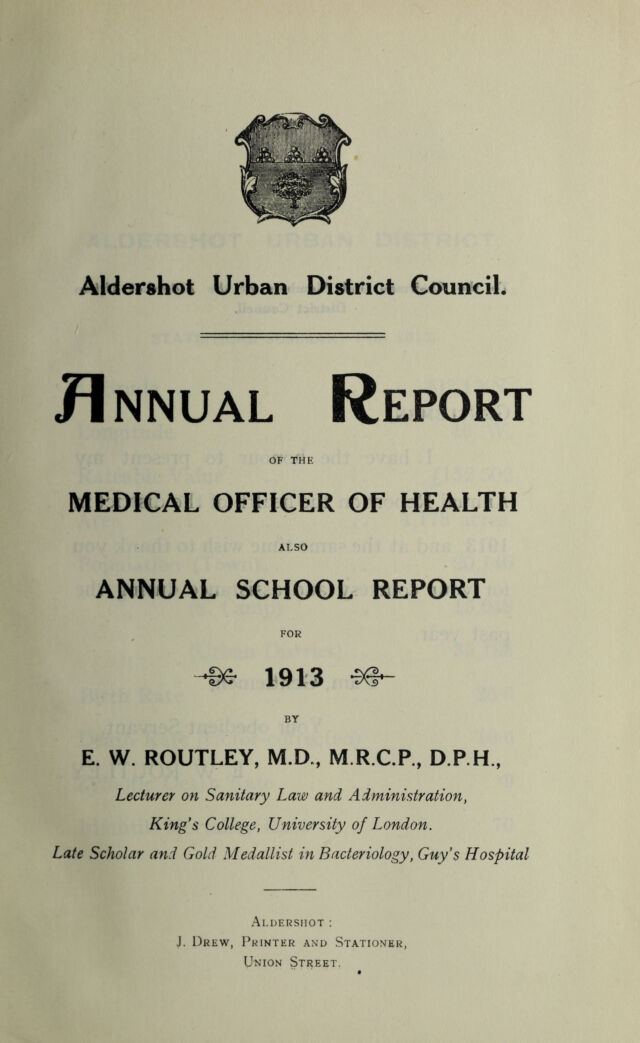 Aldershot Urban District Council.
ANNUAL REPORT
OF THE
MEDICAL OFFICER OF HEALTH
ALSO
ANNUAL SCHOOL REPORT
FOR
1913
BY
E. W. ROUTLEY, M.D., M.R.C.P., D.P.H.,
Lecturer on Sanitary Law and Administration,
King's College, University of London.
Late Scholar and Gold Medallist in Bacteriology, Guy's Hospital
ALDERSHOT :
J. DREW, PRINTER AND STATIONER,
UNION STREET.